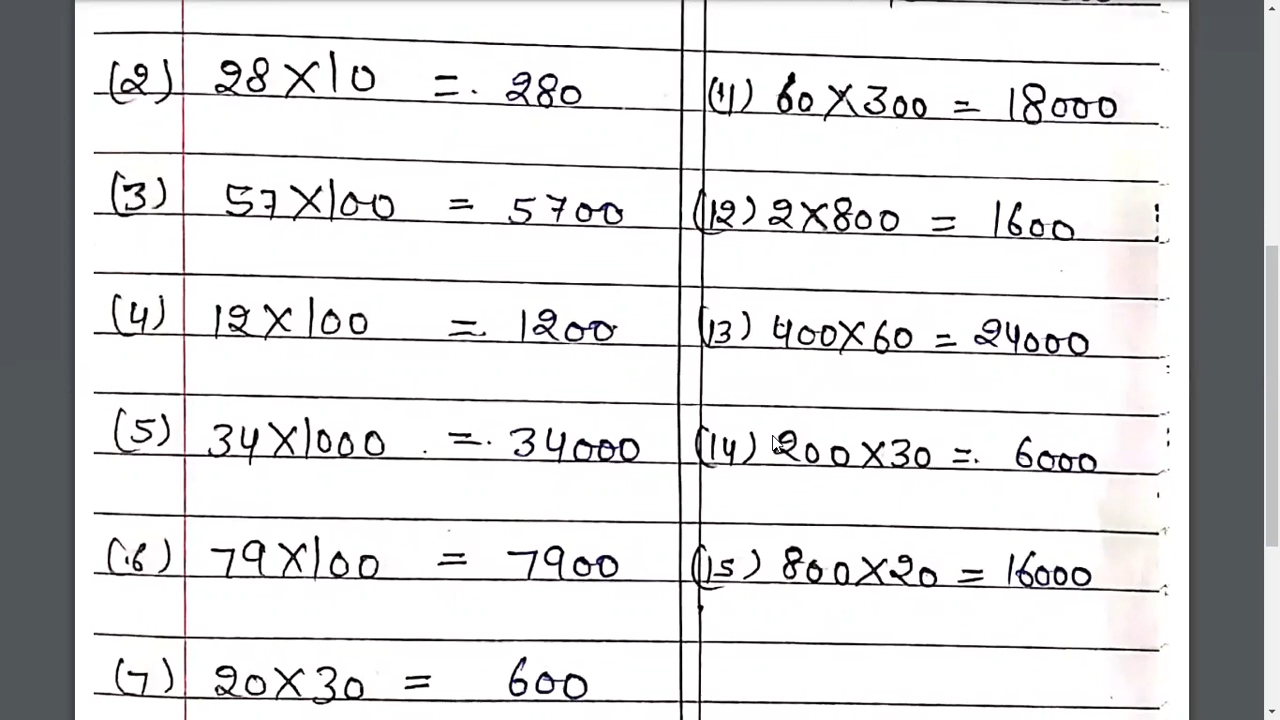 (2) 28 X 10 = 280
(3) 57 X 100 = 5700
(4) 12 X 100 = 1200
(5) 34 X 1000 = 34000
(6) 79 X 100 = 7900
(7) 20 X 30 = 600
(11) 60 X 300 = 18000
(12) 2 X 800 = 1600
(13) 400 X 60 = 24000
(14) 200 X 30 = 6000
(15) 800 X 20 = 16000